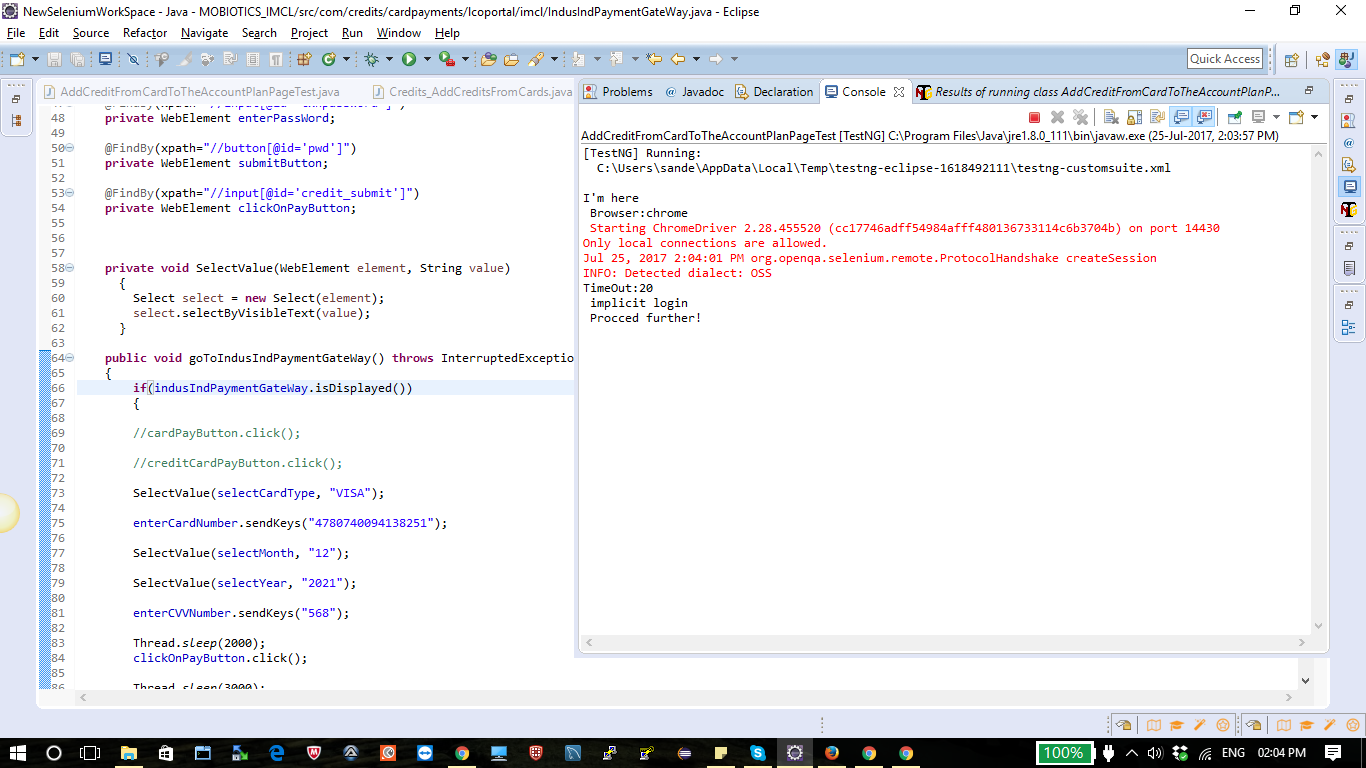 NewSeleniumWorkSpace - Java - MOBIOTICS_IMCL/src/com/credits/cardpayments/lcoportal/imcl/IndusIndPaymentGateWay.java - Eclipse
File Edit Source Refactor Navigate Search Project Run Window Help
Quick Access
AddCreditFromCardToTheAccountPlanPageTest.java
Credits_AddCreditsFromCards.java
48 private WebElement enterPassWord;
49
50 @FindBy(xpath="//button[@id='pwd']")
51 private WebElement submitButton;
52
53 @FindBy(xpath="//input[@id='credit_submit']")
54 private WebElement clickOnPayButton;
55
56
57
58 private void SelectValue(WebElement element, String value)
59 {
60 Select select = new Select(element);
61 select.selectByVisibleText(value);
62 }
63
64 public void goToIndusIndPaymentGateWay() throws InterruptedExceptio
65 {
66 if(indusIndPaymentGateWay.isDisplayed())
67 {
68
69 //cardPayButton.click();
70
71 //creditCardPayButton.click();
72
73 SelectValue(selectCardType, "VISA");
74
75 enterCardNumber.sendKeys("4780740094138251");
76
77 SelectValue(selectMonth, "12");
78
79 SelectValue(selectYear, "2021");
80
81 enterCVVNumber.sendKeys("568");
82
83 Thread.sleep(2000);
84 clickOnPayButton.click();
85
86 Thread.sleep(3000);
Problems Javadoc Declaration Console Results of running class AddCreditFromCardToTheAccountPlanP...
AddCreditFromCardToTheAccountPlanPageTest [TestNG] C:\Program Files\Java\jre1.8.0_111\bin\javaw.exe (25-Jul-2017, 2:03:57 PM)
[TestNG] Running:
C:\Users\sande\AppData\Local\Temp\testng-eclipse-1618492111\testng-customsuite.xml
I'm here
Browser:chrome
Starting ChromeDriver 2.28.455520 (cc17746adff54984afff480136733114c6b3704b) on port 14430
Only local connections are allowed.
Jul 25, 2017 2:04:01 PM org.openqa.selenium.remote.ProtocolHandshake createSession
INFO: Detected dialect: OSS
TimeOut:20
implicit login
Procced further!
100% ENG 02:04 PM